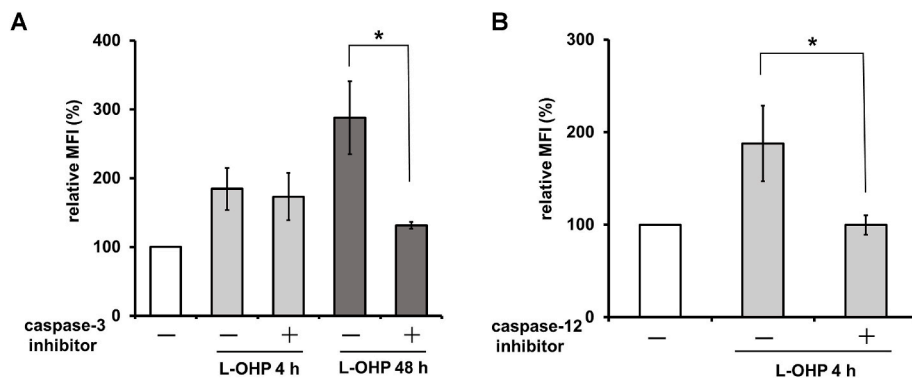 A
relative MFI (%)
400
300
200
100
0
*
caspase-3
inhibitor
— — + — +
L-OHP 4 h L-OHP 48 h
B
relative MFI (%)
300
200
100
0
*
caspase-12
inhibitor
— — +
L-OHP 4 h